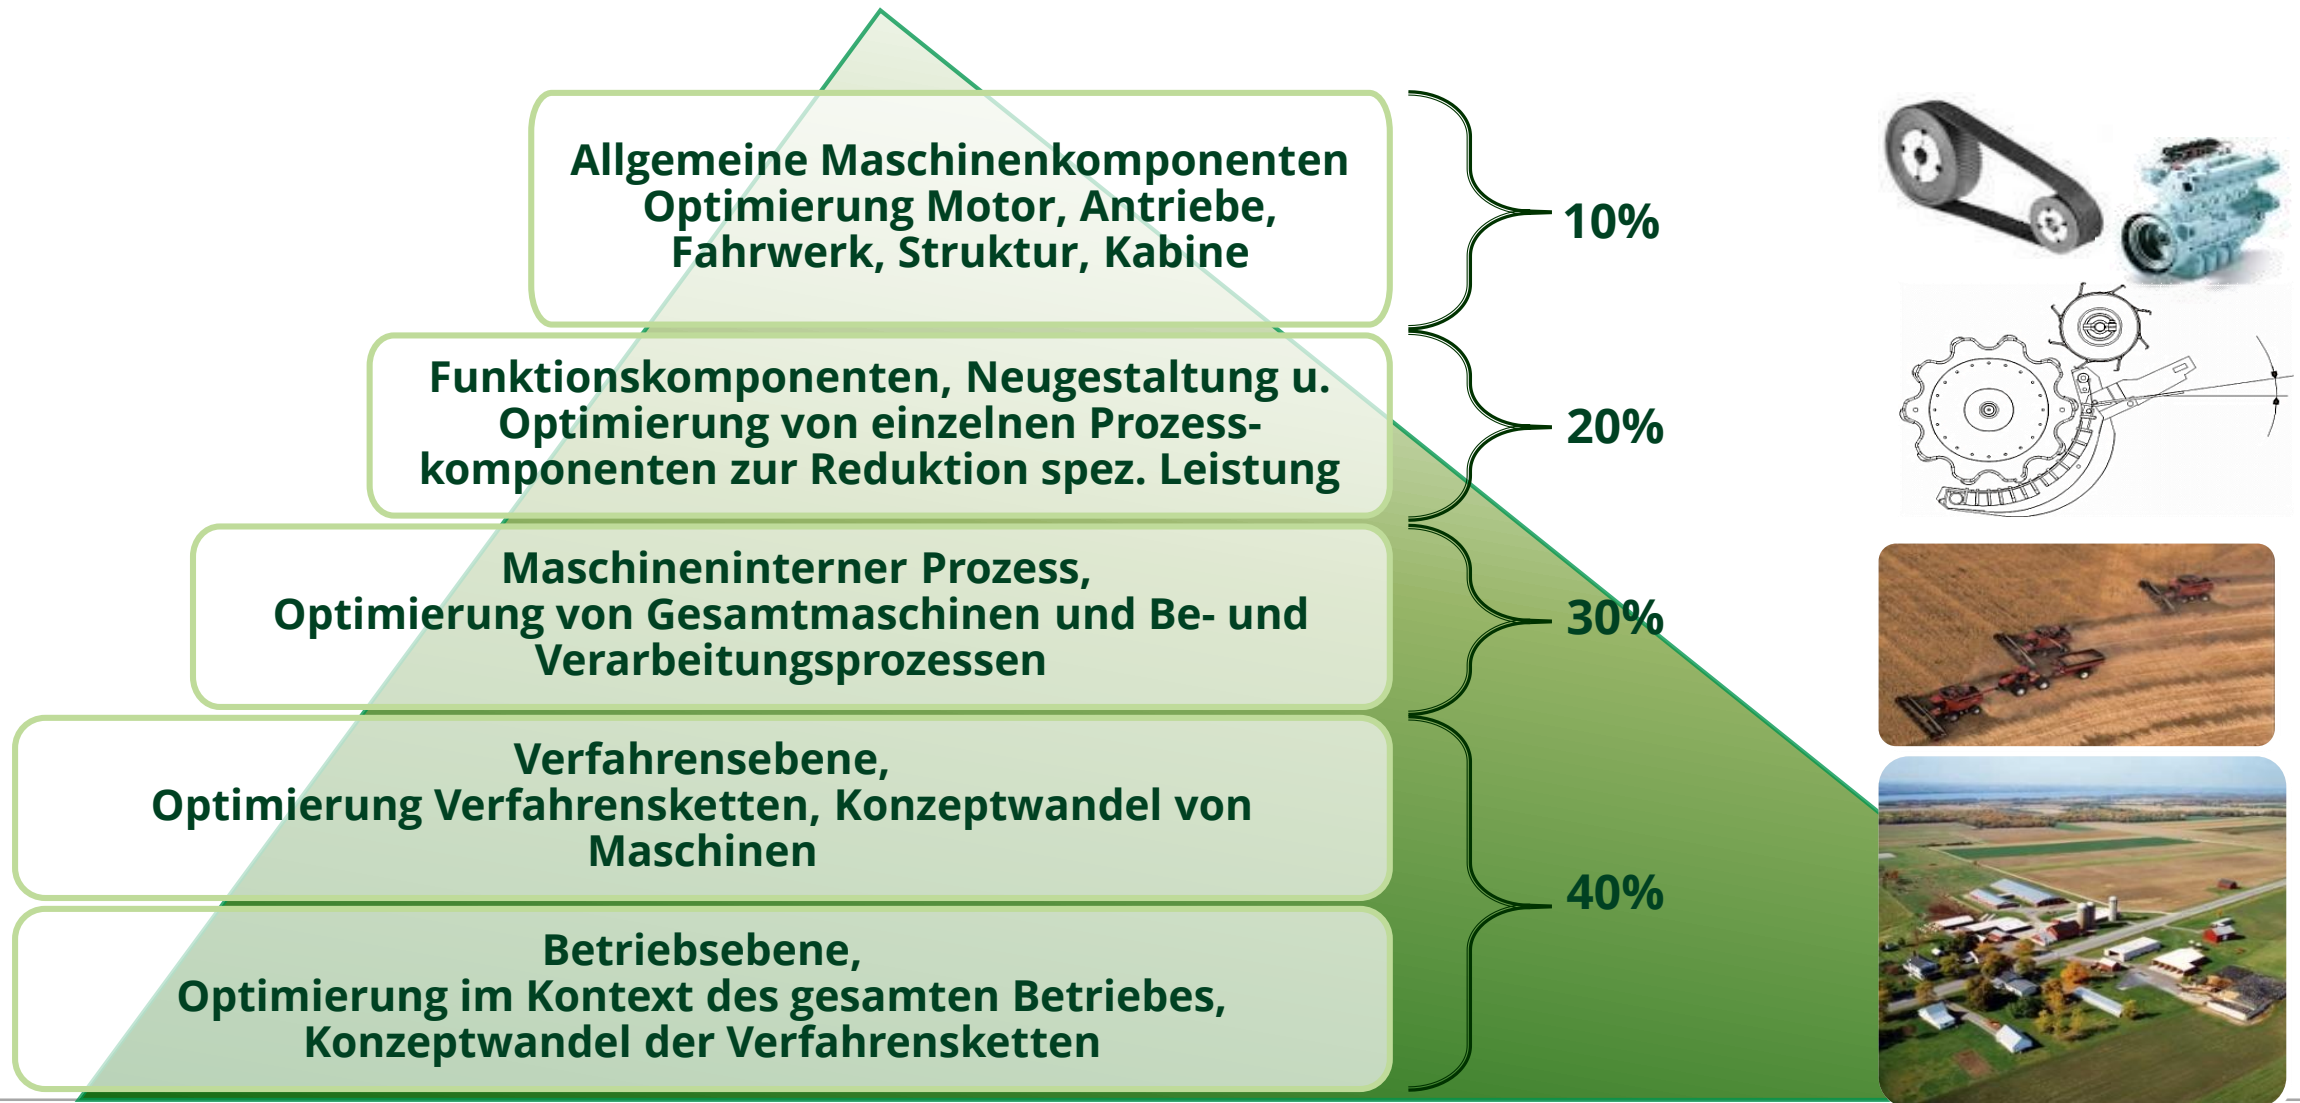 Allgemeine Maschinenkomponenten
Optimierung Motor, Antriebe,
Fahrwerk, Struktur, Kabine
10%
Funktionskomponenten, Neugestaltung u.
Optimierung von einzelnen Prozess-
komponenten zur Reduktion spez. Leistung
20%
Maschineninterner Prozess,
Optimierung von Gesamtmaschinen und Be- und
Verarbeitungsprozessen
30%
Verfahrensebene,
Optimierung Verfahrensketten, Konzeptwandel von
Maschinen
40%
Betriebsebene,
Optimierung im Kontext des gesamten Betriebes,
Konzeptwandel der Verfahrensketten